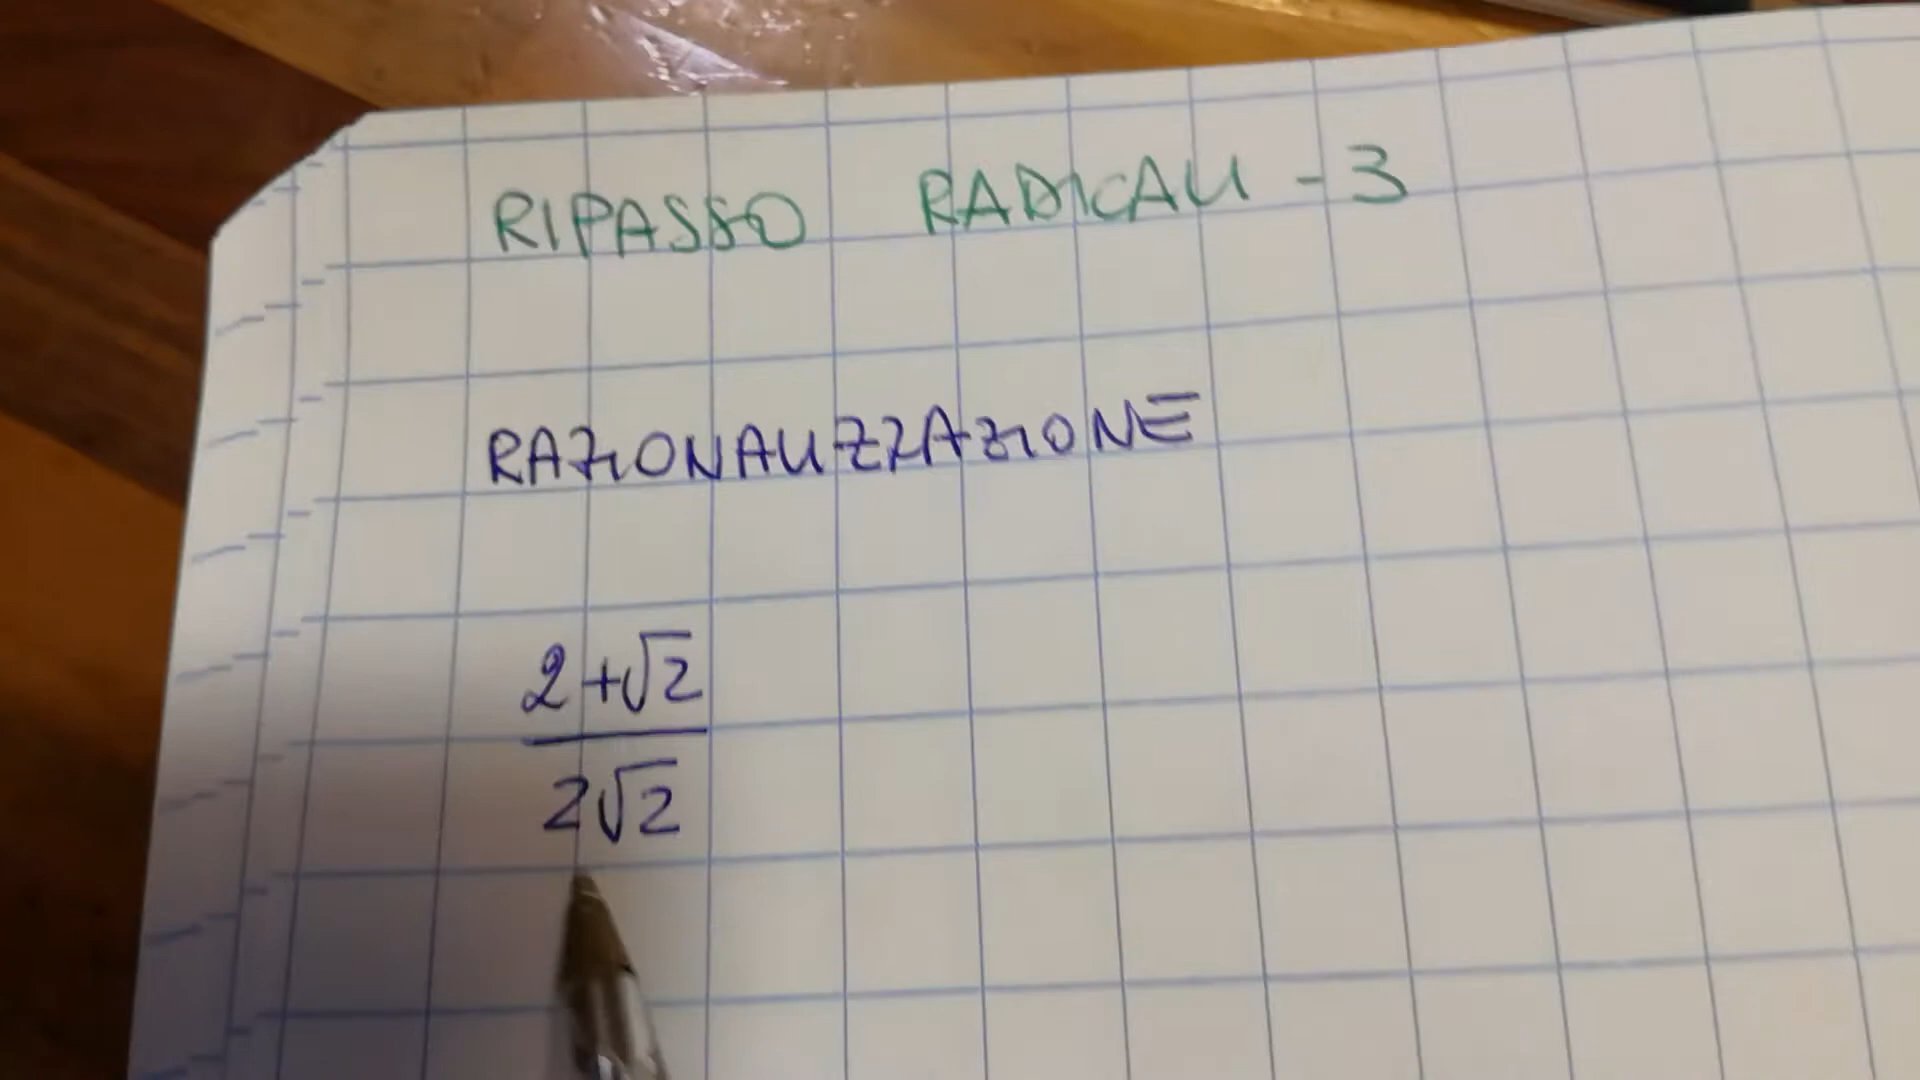 RIPASSO RADICALI - 3
RAZIONALIZZAZIONE
2+√2
2√2